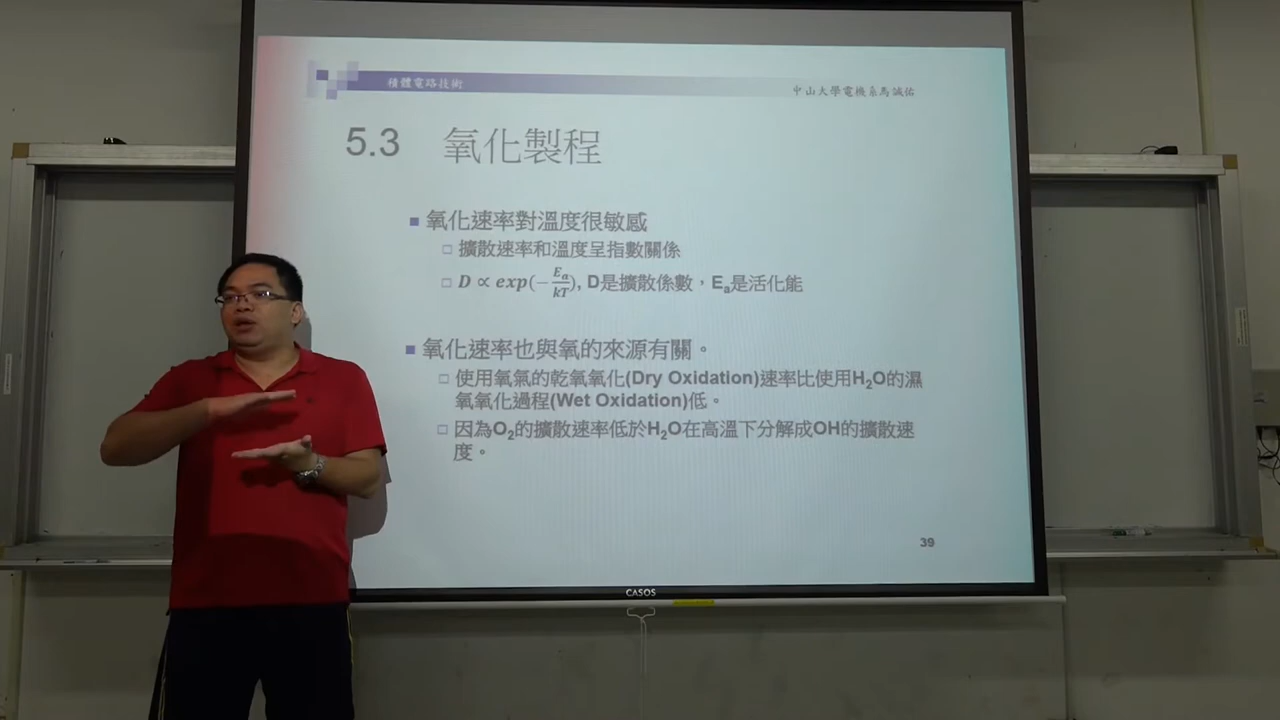 積體電路技術
中山大學電機系馬誠佑
5.3 氧化製程
■ 氧化速率對溫度很敏感
□ 擴散速率和溫度呈指數關係
□ D ∝ exp(−Ea/kT), D是擴散係數，Ea是活化能
■ 氧化速率也與氧的來源有關。
□ 使用氧氣的乾氧氧化(Dry Oxidation)速率比使用H₂O的濕
氧氧化過程(Wet Oxidation)低。
□ 因為O₂的擴散速率低於H₂O在高溫下分解成OH的擴散速
度。
39
CASOS